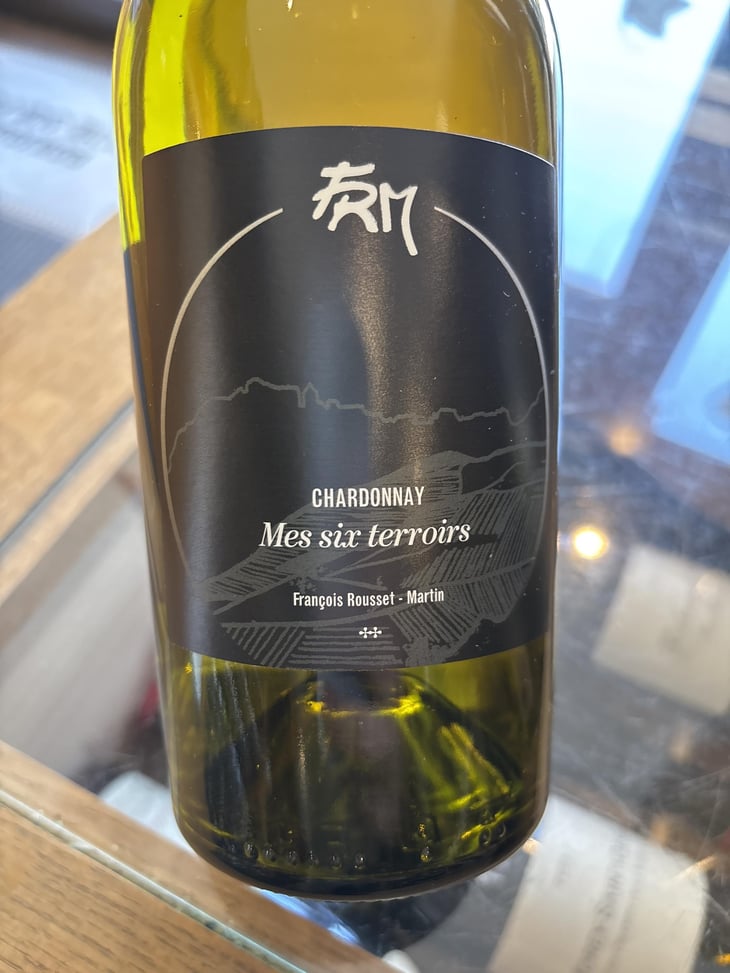 FRM
CHARDONNAY
Mes six terroirs
François Rousset - Martin